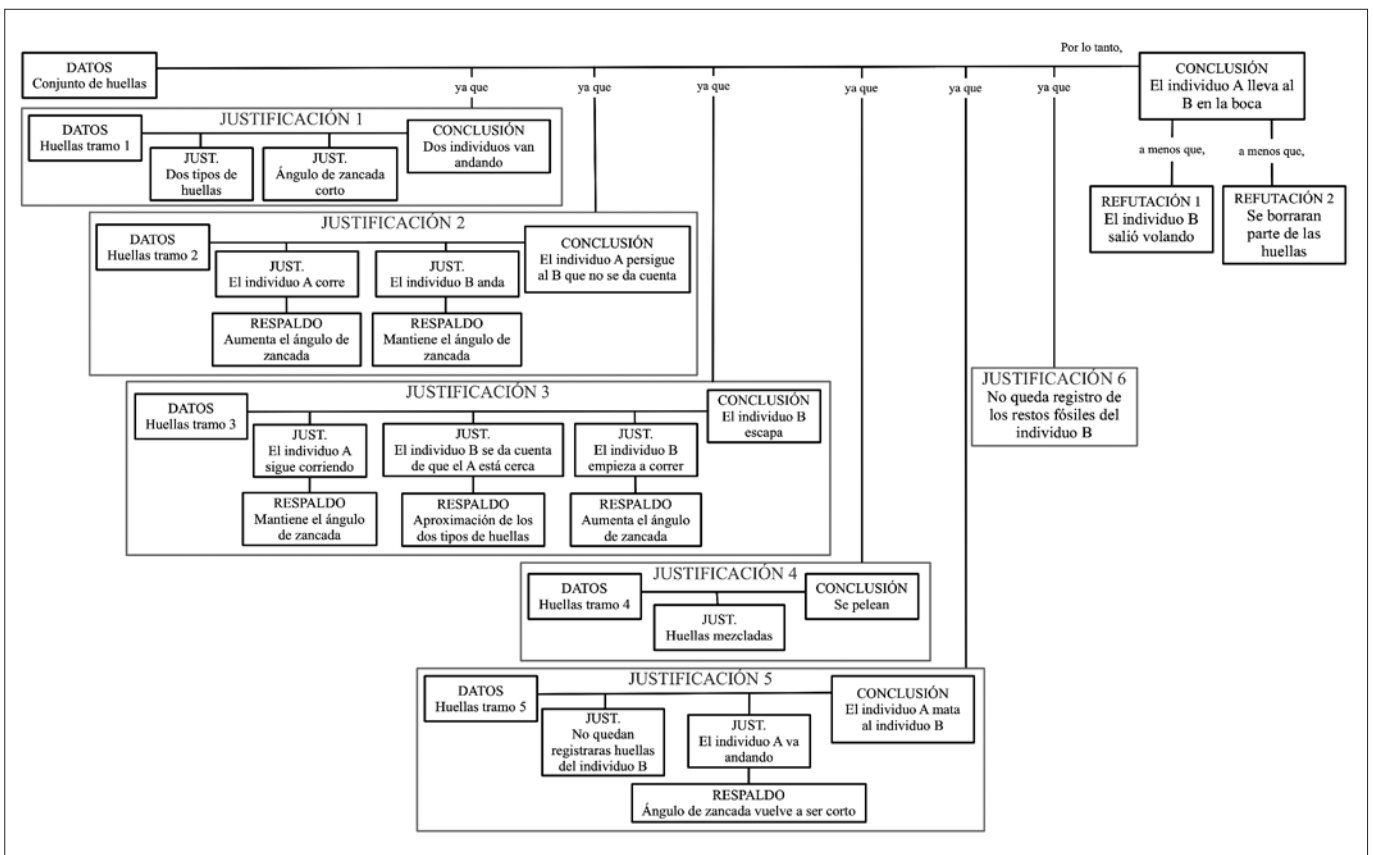 Por lo tanto,
DATOS
Conjunto de huellas
ya que
ya que
ya que
ya que
ya que
ya que
CONCLUSIÓN
El individuo A lleva al
B en la boca
a menos que,
a menos que,
REFUTACIÓN 1
El individuo B
salió volando
REFUTACIÓN 2
Se borraran
parte de las
huellas
JUSTIFICACIÓN 1
DATOS
Huellas tramo 1
JUST.
Dos tipos de
huellas
JUST.
Ángulo de zancada
corto
CONCLUSIÓN
Dos individuos van
andando
JUSTIFICACIÓN 2
DATOS
Huellas tramo 2
JUST.
El individuo A corre
RESPALDO
Aumenta el ángulo de
zancada
JUST.
El individuo B anda
RESPALDO
Mantiene el ángulo de
zancada
CONCLUSIÓN
El individuo A persigue
al B que no se da cuenta
JUSTIFICACIÓN 3
DATOS
Huellas tramo 3
JUST.
El individuo A
sigue corriendo
RESPALDO
Mantiene el ángulo
de zancada
JUST.
El individuo B se da cuenta
de que el A está cerca
RESPALDO
Aproximación de los
dos tipos de huellas
JUST.
El individuo B
empieza a correr
RESPALDO
Aumenta el ángulo
de zancada
CONCLUSIÓN
El individuo B
escapa
JUSTIFICACIÓN 6
No queda registro de
los restos fósiles del
individuo B
JUSTIFICACIÓN 4
DATOS
Huellas tramo 4
JUST.
Huellas mezcladas
CONCLUSIÓN
Se pelean
JUSTIFICACIÓN 5
DATOS
Huellas tramo 5
JUST.
No quedan
registraras huellas
del individuo B
JUST.
El individuo A va
andando
RESPALDO
Ángulo de zancada vuelve a ser corto
CONCLUSIÓN
El individuo A mata
al individuo B